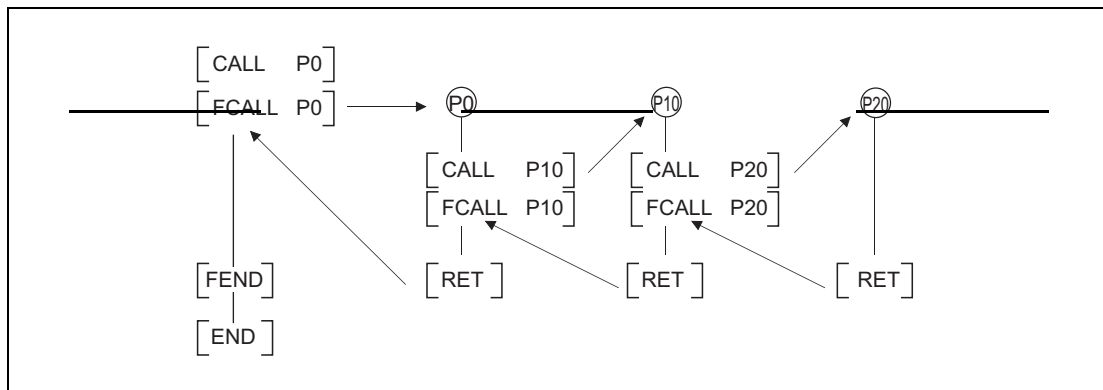 [CALL P0]
[FCALL P0]
P0
P10
P20
[CALL P10]
[FCALL P10]
[CALL P20]
[FCALL P20]
[FEND]
[RET]
[RET]
[RET]
[END]